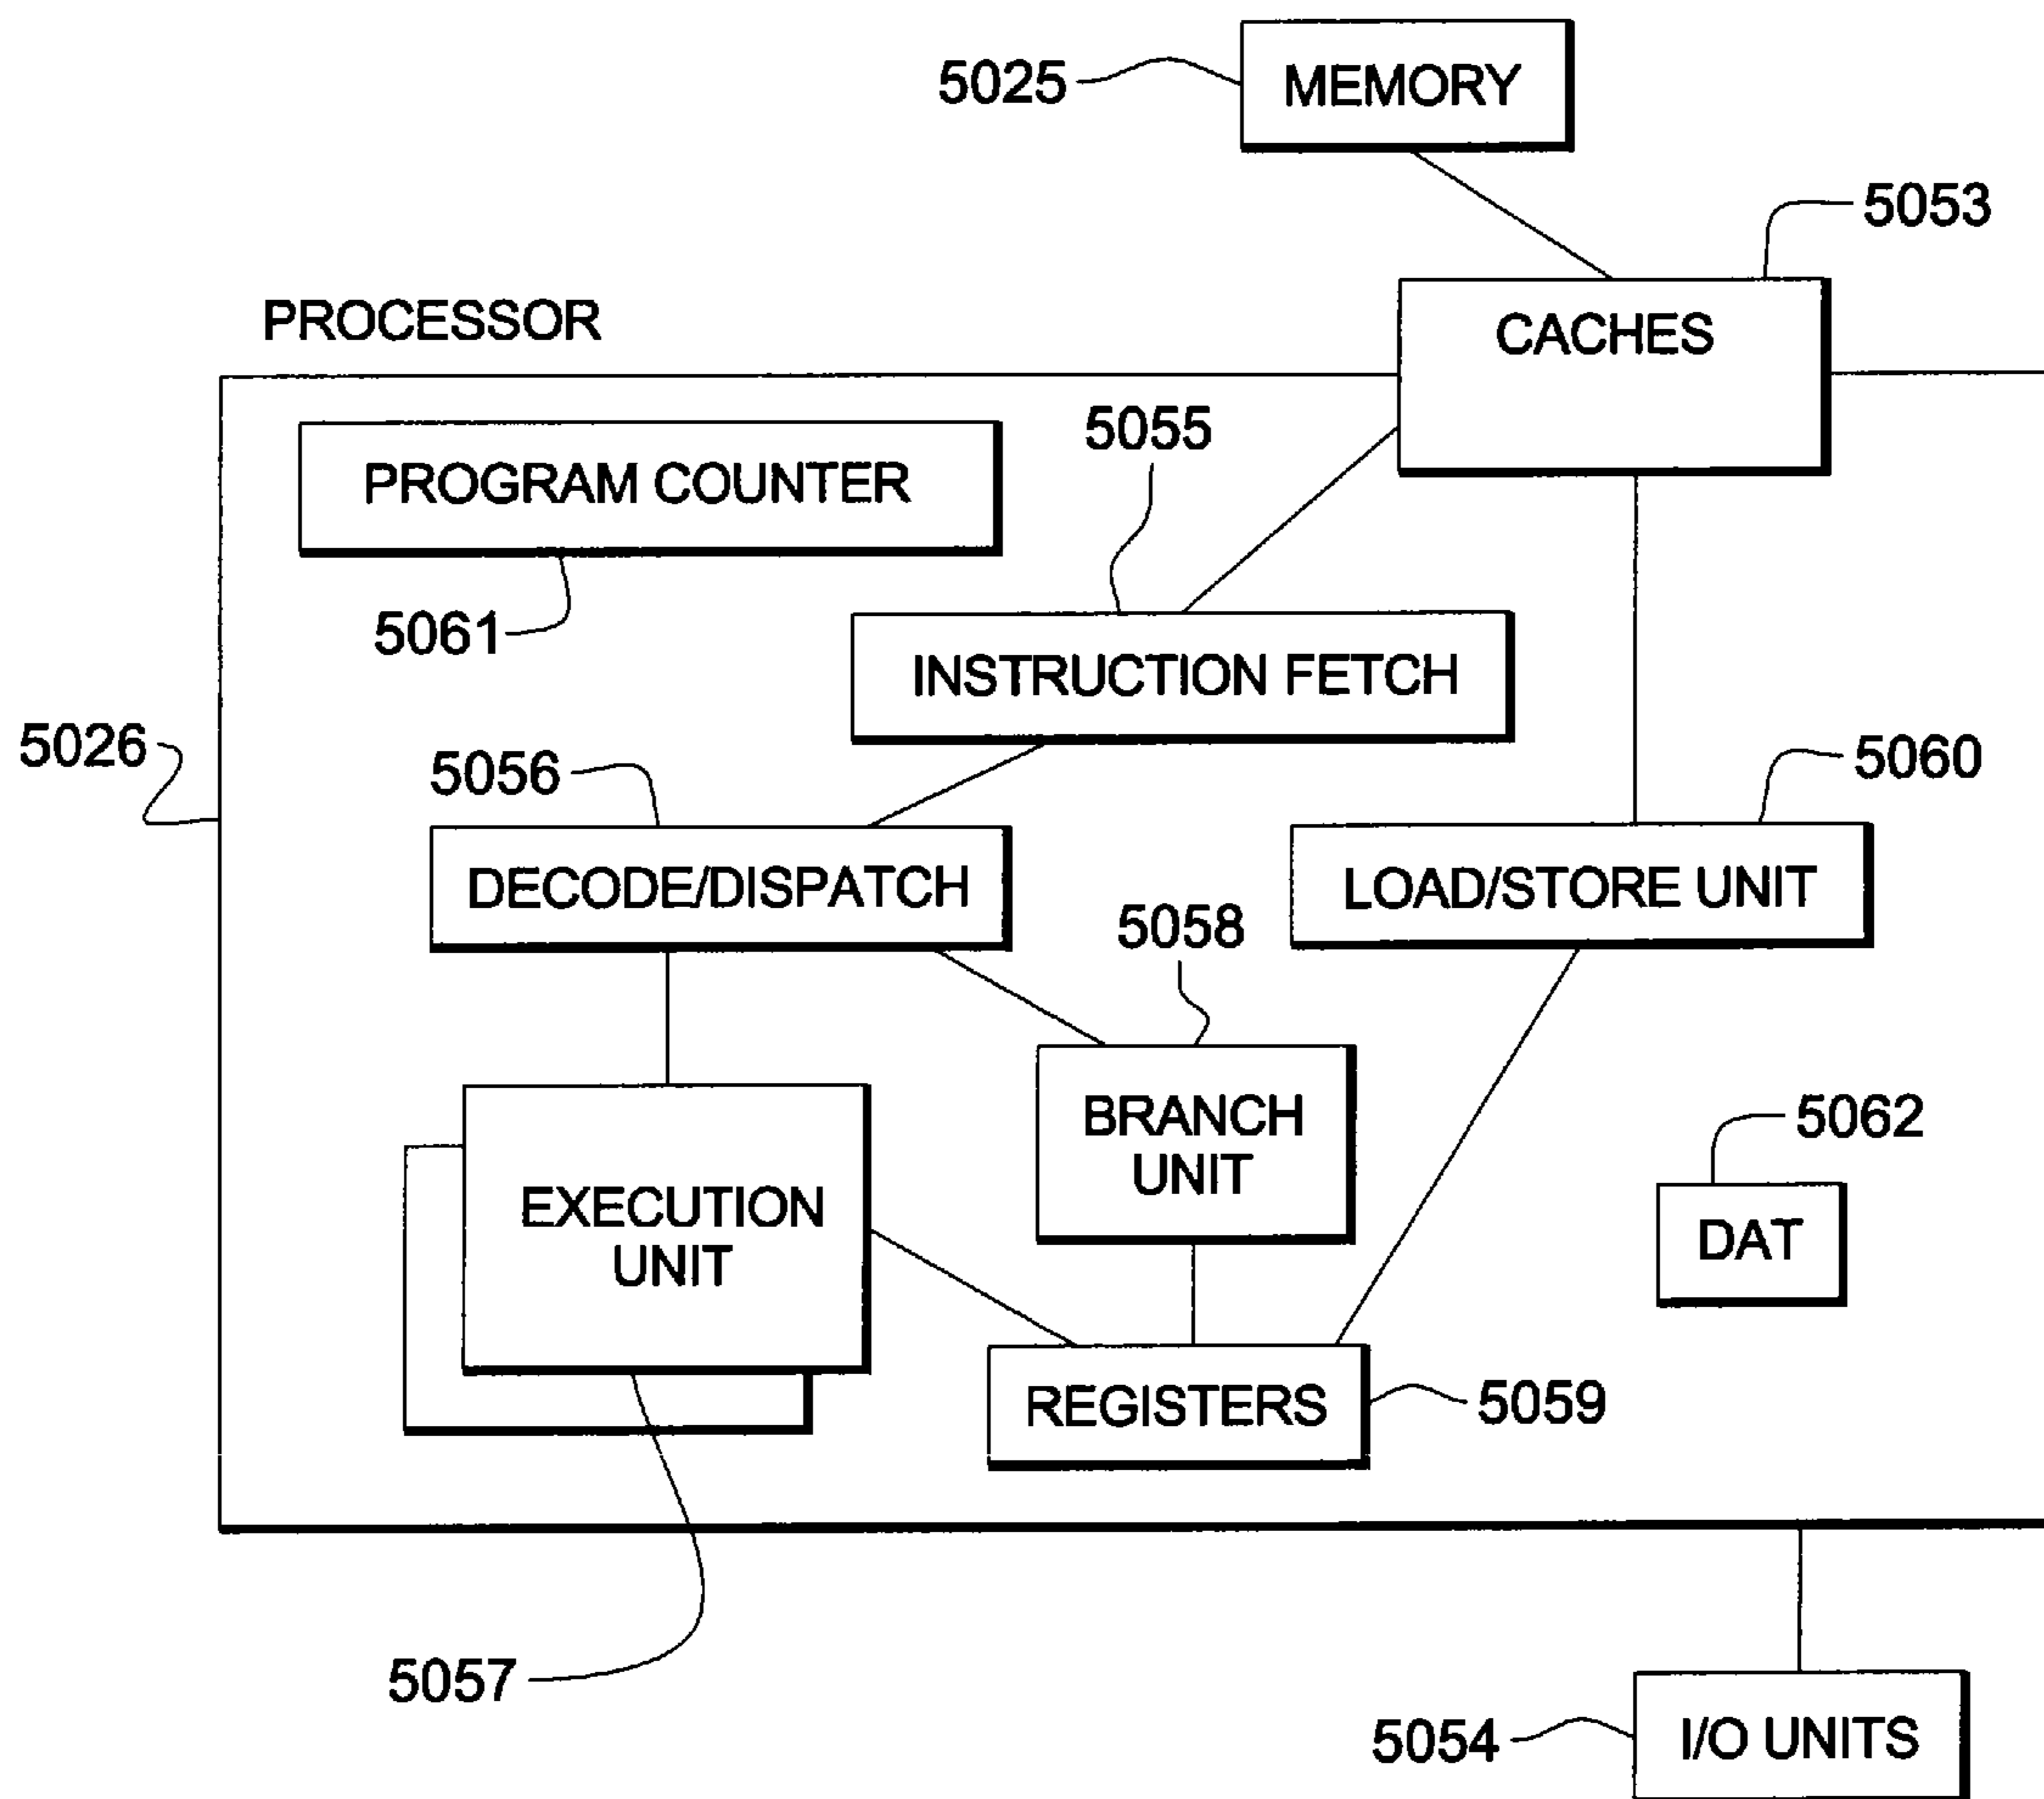 MEMORY
5025
5053
CACHES
PROCESSOR
5055
PROGRAM COUNTER
5061
INSTRUCTION FETCH
5026
5056
5060
DECODE/DISPATCH
LOAD/STORE UNIT
5058
BRANCH
UNIT
5062
EXECUTION
UNIT
DAT
REGISTERS
5059
5057
5054
I/O UNITS